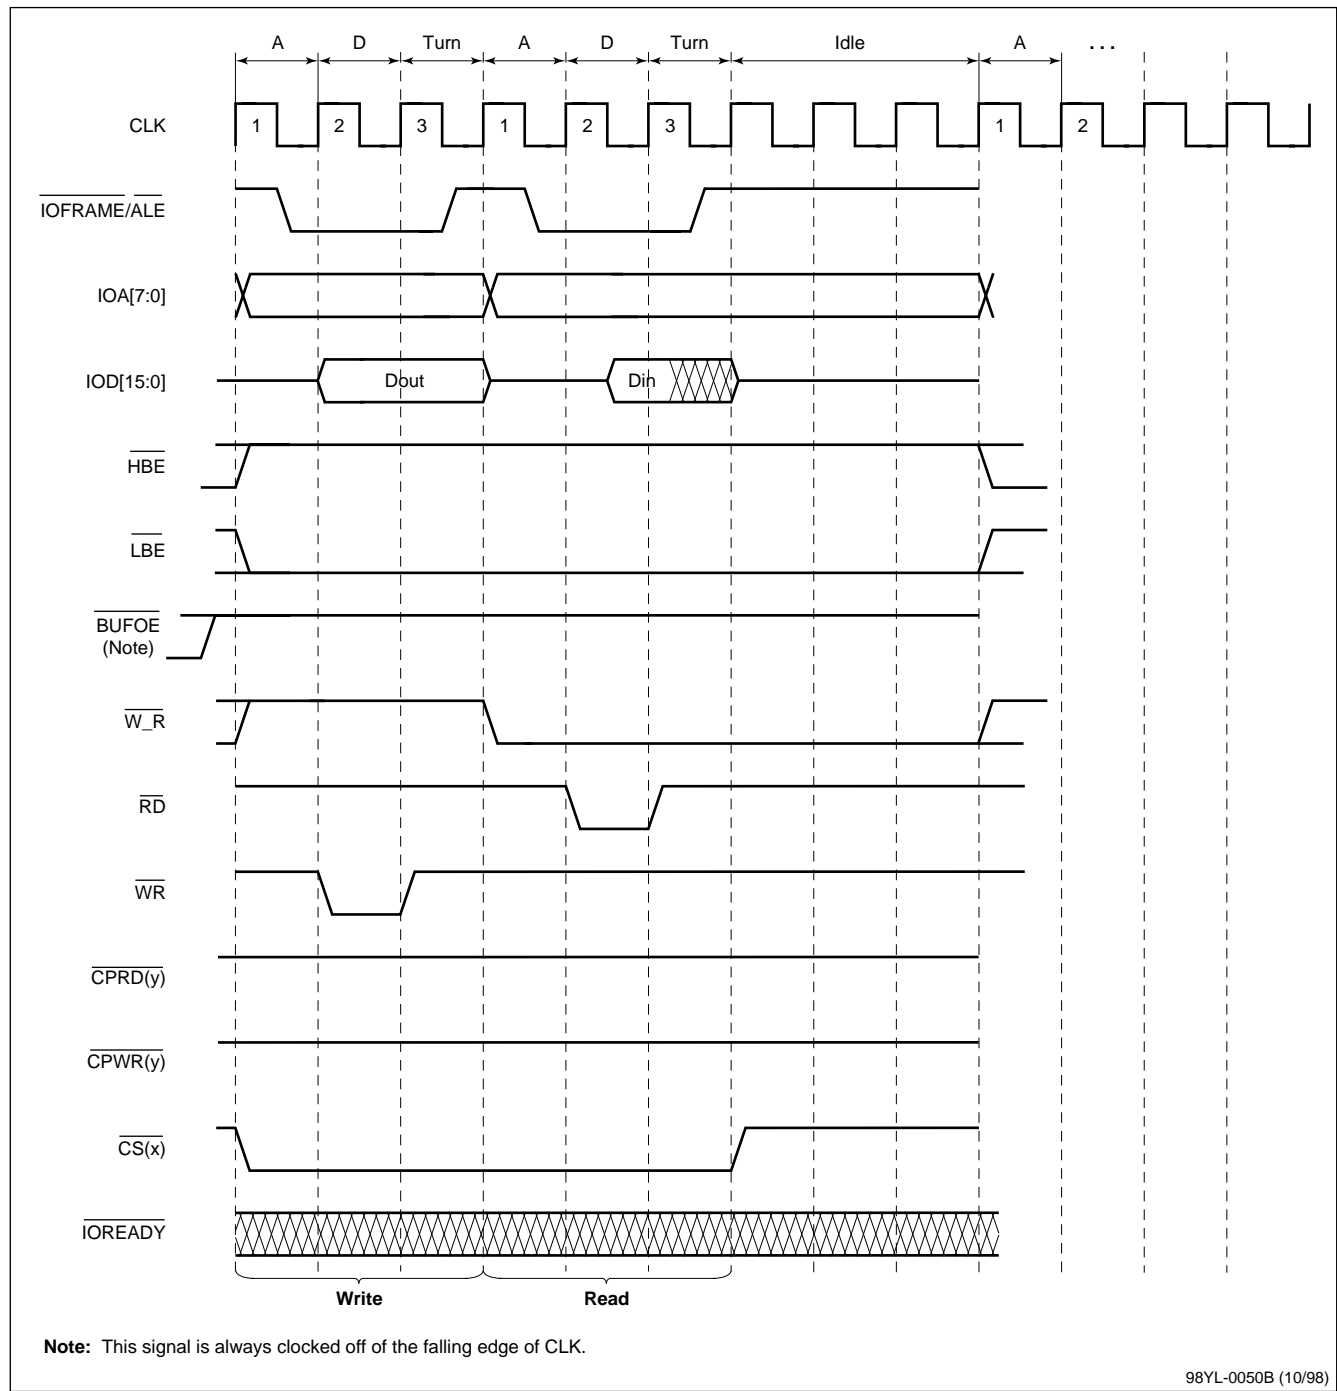 A D Turn A D Turn Idle A . . .
CLK 1 2 3 1 2 3 1 2
IOFRAME/ALE
IOA[7:0]
IOD[15:0] Dout Din
HBE
LBE
BUFOE
(Note)
W_R
RD
WR
CPRD(y)
CPWR(y)
CS(x)
IOREADY
Write Read
Note: This signal is always clocked off of the falling edge of CLK.
98YL-0050B (10/98)